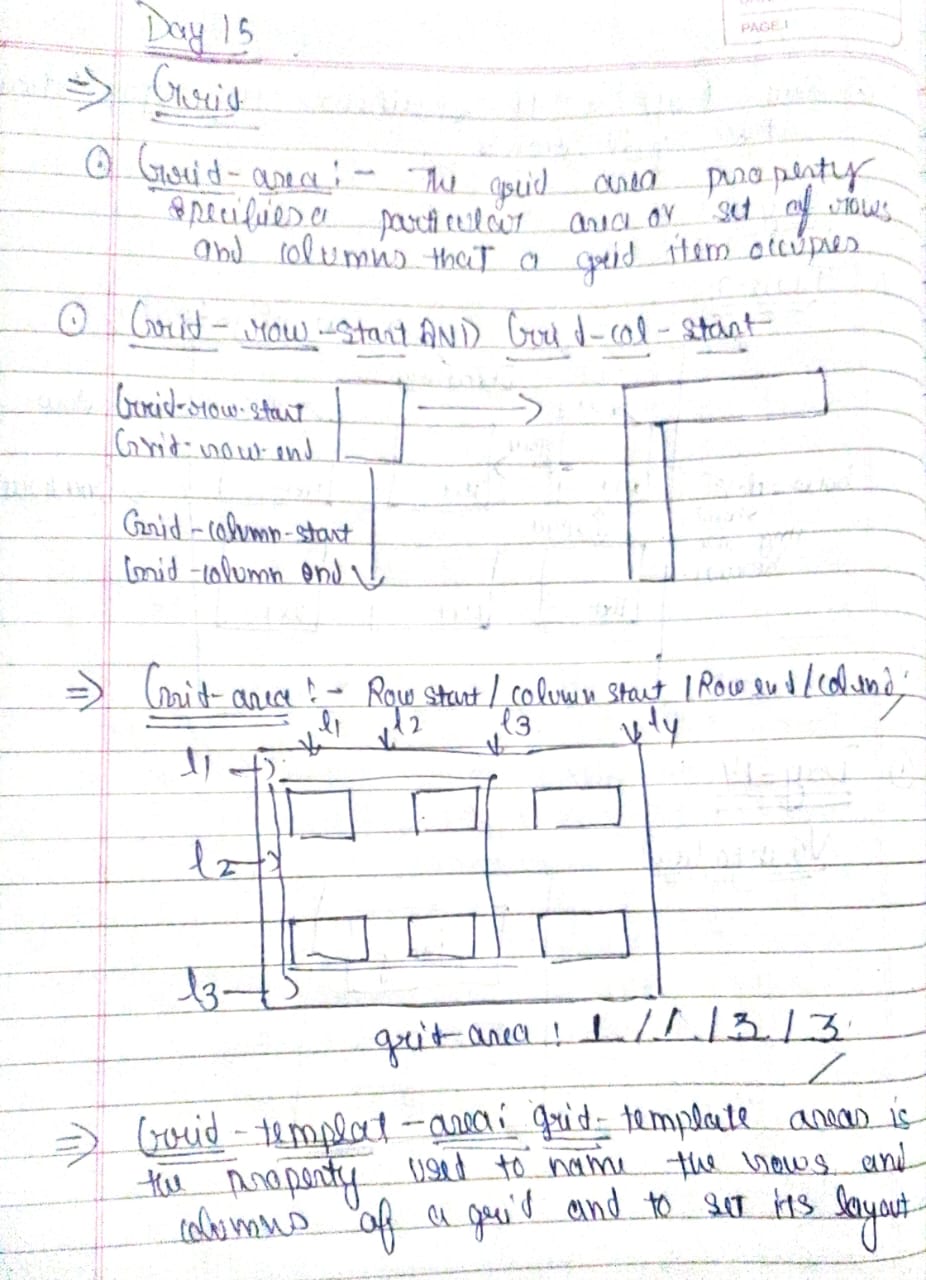 PAGE
Day 15
⇒ Grid
⊙ Grid-area :- The grid area property
specifies a particular area or set of rows
and columns that a grid item occupies
⊙ Grid-row-start AND Grid-col-start
Grid-row-start
Grid-row-end
Grid-column-start
Grid-column end
⇒ Grid-area :- Row start / column start / Row end / col end;
l1 l2 l3 l4
l1
l2
l3
grid-area : 1 / 1 / 3 / 3
⇒ Grid-templat-area: grid-template areas is
the property used to name the rows and
columns of a grid and to set its layout